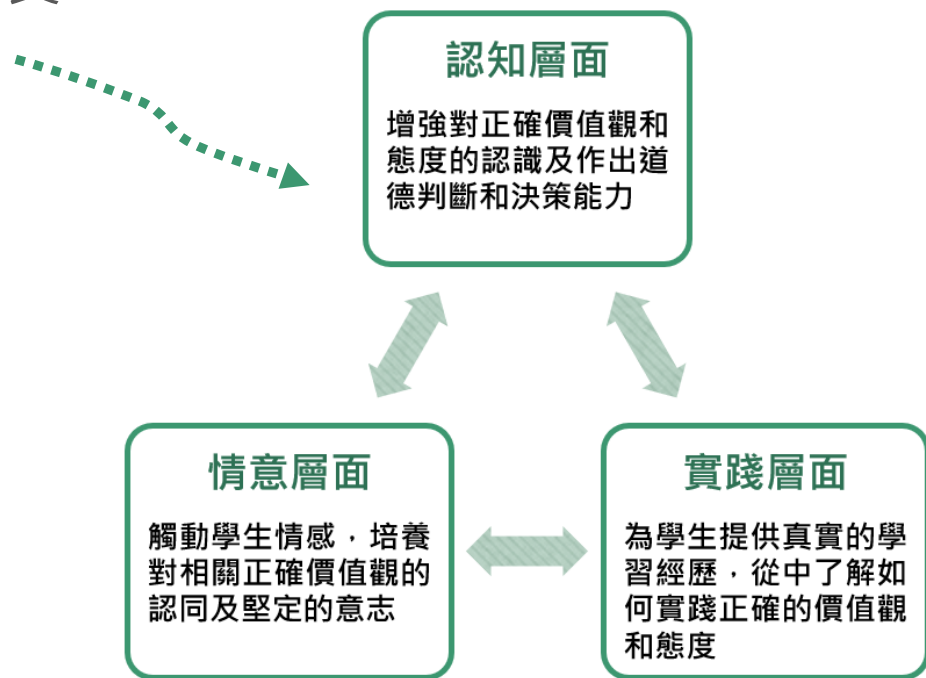 認知層面
增強對正確價值觀和
態度的認識及作出道
德判斷和決策能力
情意層面
觸動學生情感，培養
對相關正確價值觀的
認同及堅定的意志
實踐層面
為學生提供真實的學
習經歷，從中了解如
何實踐正確的價值觀
和態度